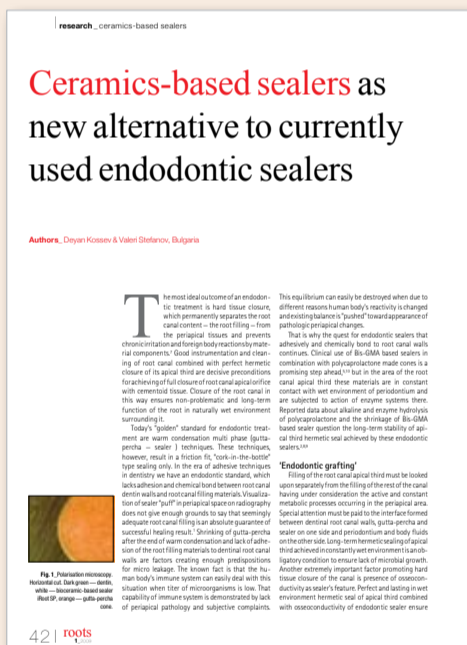 research _ ceramics-based sealers
Ceramics-based sealers as
new alternative to currently
used endodontic sealers
Authors_ Deyan Kossev & Valeri Stefanov, Bulgaria
The most ideal outcome of an endodon-
tic treatment is hard tissue closure,
which permanently separates the root
canal content – the root filling – from
the periapical tissues and prevents
chronic irritation and foreign body reactions by mate-
rial components.¹ Good instrumentation and clean-
ing of root canal combined with perfect hermetic
closure of its apical third are decisive preconditions
for achieving of full closure of root canal apical orifice
with cementoid tissue. Closure of the root canal in
this way ensures non-problematic and long-term
function of the root in naturally wet environment
surrounding it.
Today's "golden" standard for endodontic treat-
ment are warm condensation multi phase (gutta-
percha – sealer ) techniques. These techniques,
however, result in a friction fit, "cork-in-the-bottle"
type sealing only. In the era of adhesive techniques
in dentistry we have an endodontic standard, which
lacks adhesion and chemical bond between root canal
dentin walls and root canal filling materials. Visualiza-
tion of sealer "puff" in periapical space on radiography
does not give enough grounds to say that seemingly
adequate root canal filling is an absolute guarantee of
successful healing result.  Shrinking of gutta-percha
after the end of warm condensation and lack of adhe-
sion of the root filling materials to dentinal root canal
walls are factors creating enough predispositions
for micro leakage. The known fact is that the hu-
man body's immune system can easily deal with this
situation when titer of microorganisms is low. That
capability of immune system is demonstrated by lack
of periapical pathology and subjective complaints.
This equilibrium can easily be destroyed when due to
different reasons human body's reactivity is changed
and existing balance is "pushed" toward appearance of
pathologic periapical changes.
That is why the quest for endodontic sealers that
adhesively and chemically bond to root canal walls
continues. Clinical use of Bis-GMA based sealers in
combination with polycaprolactone made cones is a
promising step ahead, but in the area of the root
canal apical third these materials are in constant
contact with wet environment of periodontium and
are subjected to action of enzyme systems there.
Reported data about alkaline and enzyme hydrolysis
of polycaprolactone and the shrinkage of Bis-GMA
based sealer question the long-term stability of api-
cal third hermetic seal achieved by these endodontic
sealers.
'Endodontic grafting'
Filling of the root canal apical third must be looked
upon separately from the filling of the rest of the canal
having under consideration the active and constant
metabolic processes occurring in the periapical area.
Special attention must be paid to the interface formed
between dentinal root canal walls, gutta-percha and
sealer on one side and periodontium and body fluids
on the other side. Long-term hermetic sealing of apical
third achieved in constantly wet environment is an ob-
ligatory condition to ensure lack of microbial growth.
Another extremely important factor promoting hard
tissue closure of the canal is presence of osseocon-
ductivity as sealer's feature. Perfect and lasting in wet
environment hermetic seal of apical third combined
with osseoconductivity of endodontic sealer ensure
Fig. 1_Polarisation microscopy.
Horizontal cut. Dark green — dentin,
white — bioceramic-based sealer
iRoot SP, orange — gutta-percha
cone.
42 | roots